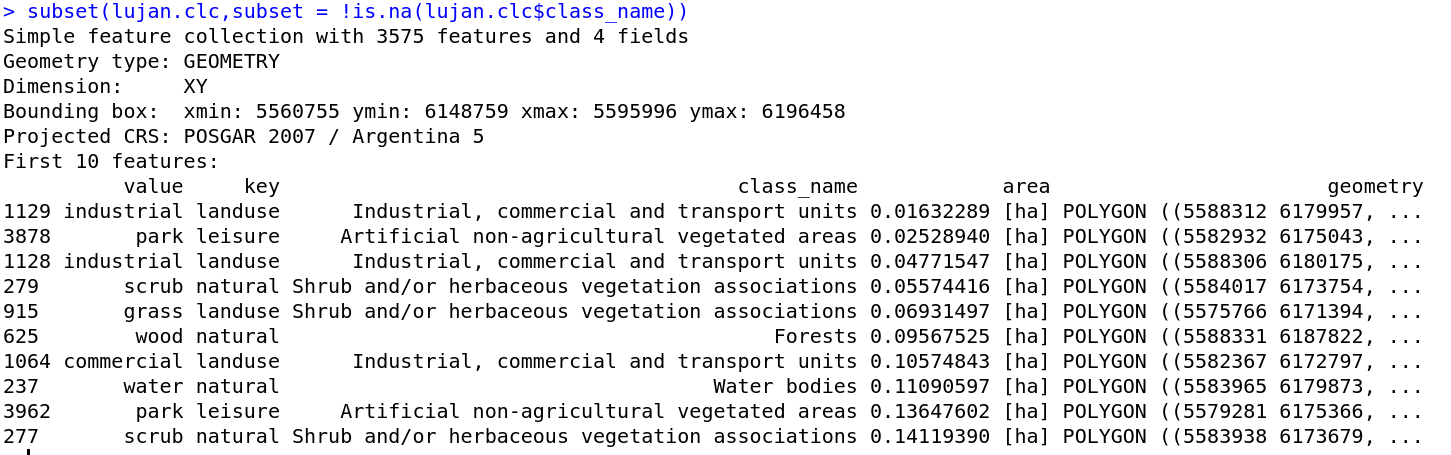 > subset(lujan.clc,subset = !is.na(lujan.clc$class_name))
Simple feature collection with 3575 features and 4 fields
Geometry type: GEOMETRY
Dimension:     XY
Bounding box:  xmin: 5560755 ymin: 6148759 xmax: 5595996 ymax: 6196458
Projected CRS: POSGAR 2007 / Argentina 5
First 10 features:
          value     key                                      class_name            area                       geometry
1129 industrial landuse      Industrial, commercial and transport units 0.01632289 [ha] POLYGON ((5588312 6179957, ...
3878       park leisure     Artificial non-agricultural vegetated areas 0.02528940 [ha] POLYGON ((5582932 6175043, ...
1128 industrial landuse      Industrial, commercial and transport units 0.04771547 [ha] POLYGON ((5588306 6180175, ...
279       scrub natural Shrub and/or herbaceous vegetation associations 0.05574416 [ha] POLYGON ((5584017 6173754, ...
915       grass landuse Shrub and/or herbaceous vegetation associations 0.06931497 [ha] POLYGON ((5575766 6171394, ...
625        wood natural                                         Forests 0.09567525 [ha] POLYGON ((5588331 6187822, ...
1064 commercial landuse      Industrial, commercial and transport units 0.10574843 [ha] POLYGON ((5582367 6172797, ...
237       water natural                                    Water bodies 0.11090597 [ha] POLYGON ((5583965 6179873, ...
3962       park leisure     Artificial non-agricultural vegetated areas 0.13647602 [ha] POLYGON ((5579281 6175366, ...
277       scrub natural Shrub and/or herbaceous vegetation associations 0.14119390 [ha] POLYGON ((5583938 6173679, ...